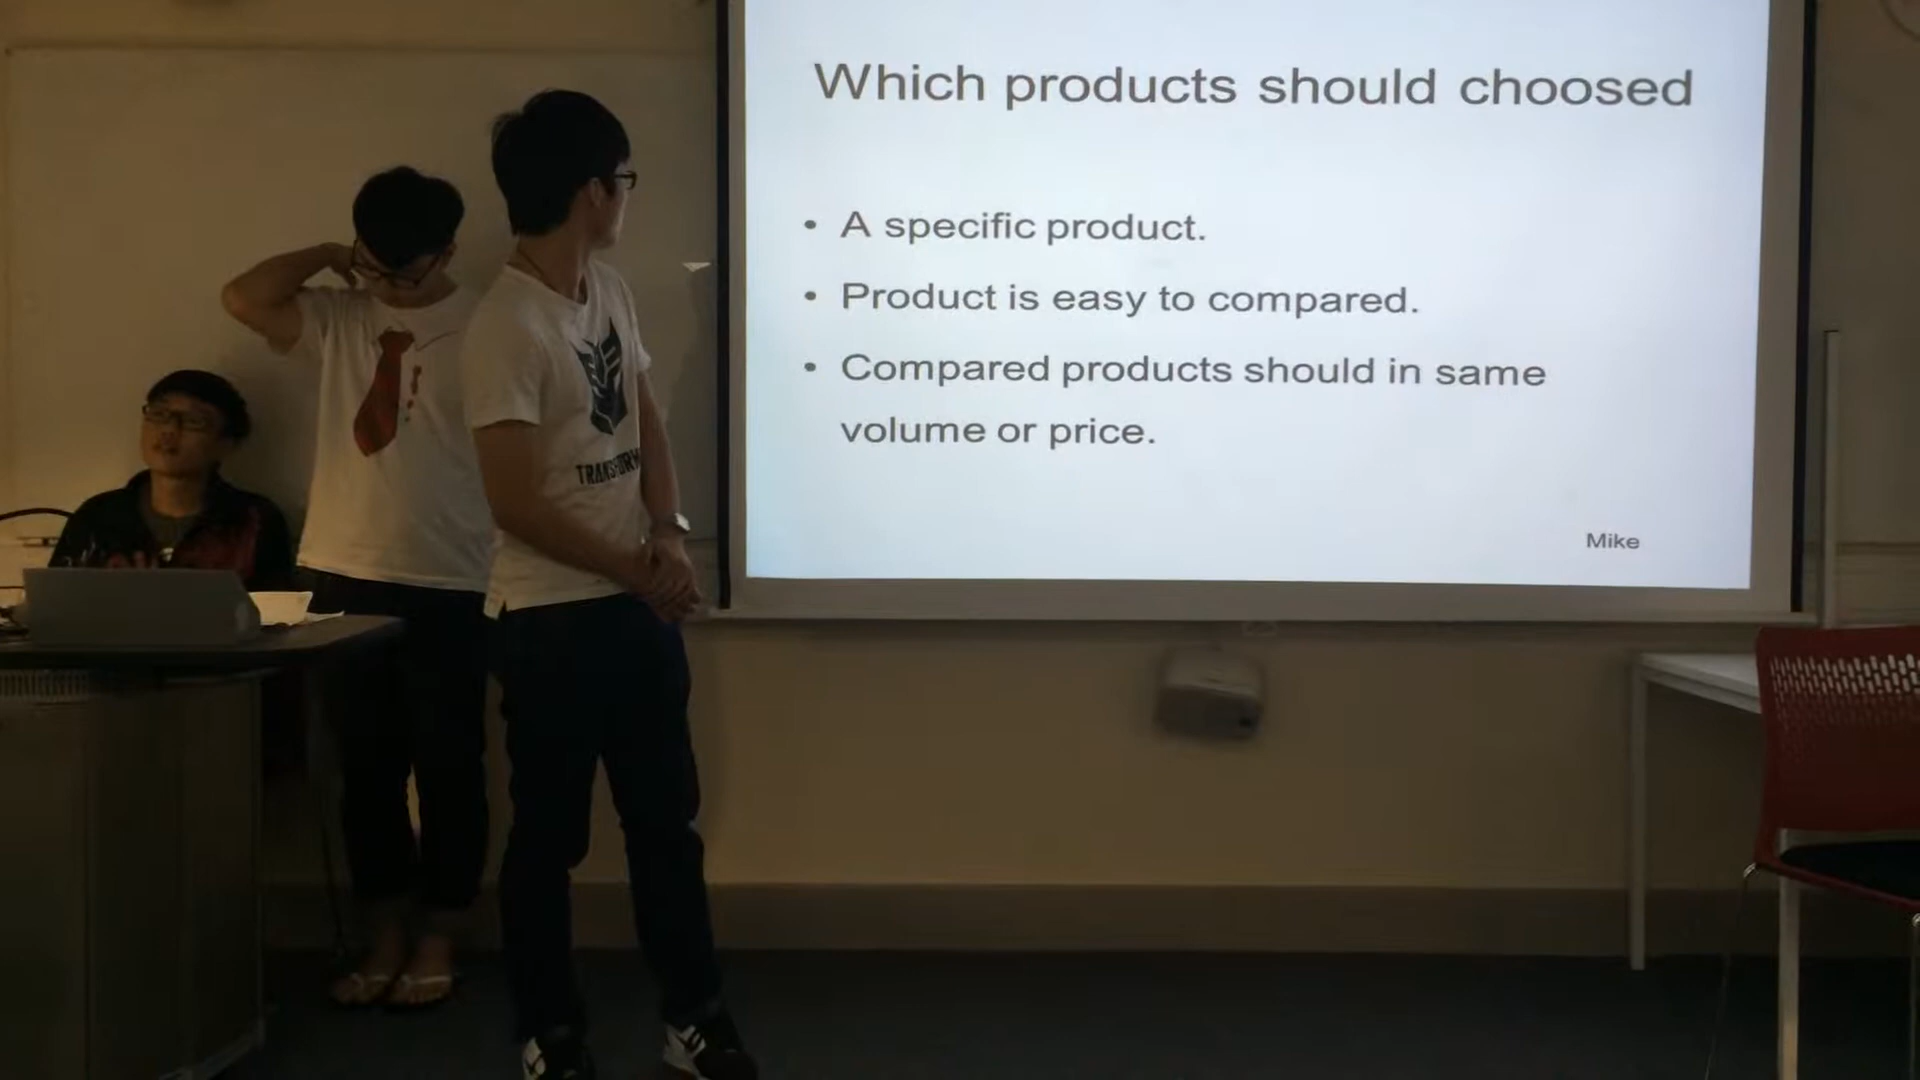 Which products should choosed
• A specific product.
• Product is easy to compared.
• Compared products should in same
volume or price.
Mike